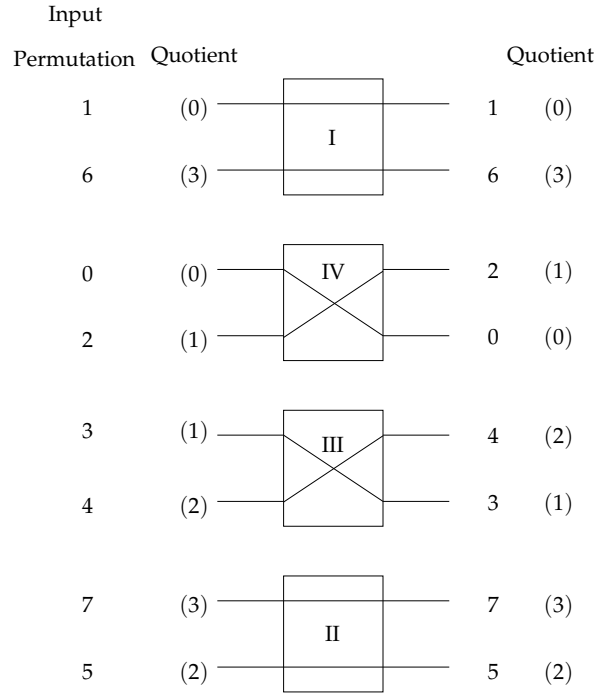 Input
Permutation Quotient Quotient
1 (0) 1 (0)
I
6 (3) 6 (3)
0 (0) IV 2 (1)
2 (1) 0 (0)
3 (1) 4 (2)
III
4 (2) 3 (1)
7 (3) 7 (3)
II
5 (2) 5 (2)